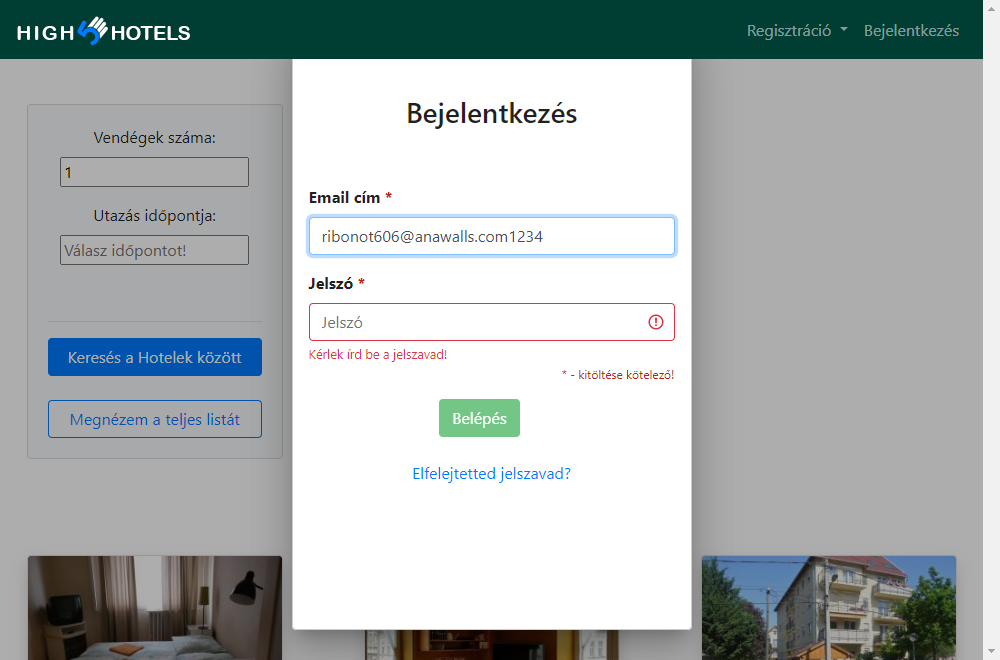 HIGH HOTELS
Regisztráció
Bejelentkezés
Vendégek száma:
1
Utazás időpontja:
Válasz időpontot!
Keresés a Hotelek között
Megnézem a teljes listát
Bejelentkezés
Email cím *
ribonot606@anawalls.com1234
Jelszó *
Jelszó
Kérlek írd be a jelszavad!
* - kitöltése kötelező!
Belépés
Elfelejtetted jelszavad?